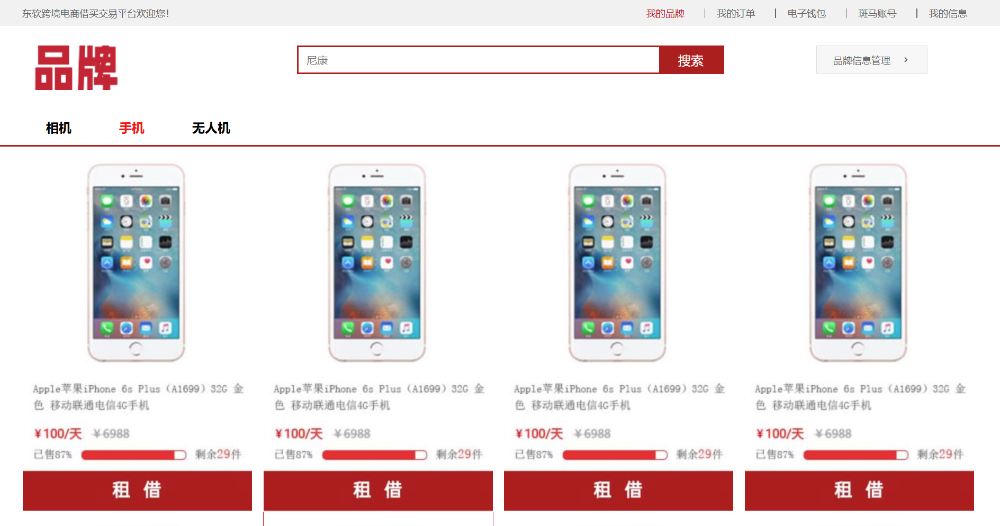 东软跨境电商借买交易平台欢迎您！
我的品牌 我的订单 电子钱包 斑马账号 我的信息
品牌
尼康 搜索
品牌信息管理 >
相机 手机 无人机
Apple苹果iPhone 6s Plus（A1699）32G 金
色 移动联通电信4G手机
¥100/天 ¥6988
已售87% 剩余29件
租 借
Apple苹果iPhone 6s Plus（A1699）32G 金
色 移动联通电信4G手机
¥100/天 ¥6988
已售87% 剩余29件
租 借
Apple苹果iPhone 6s Plus（A1699）32G 金
色 移动联通电信4G手机
¥100/天 ¥6988
已售87% 剩余29件
租 借
Apple苹果iPhone 6s Plus（A1699）32G 金
色 移动联通电信4G手机
¥100/天 ¥6988
已售87% 剩余29件
租 借